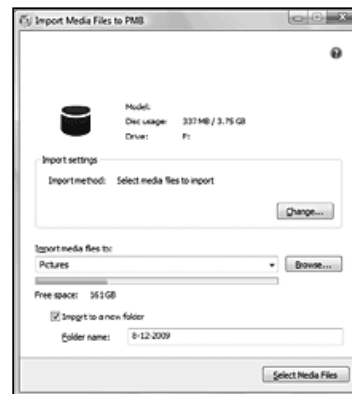 Import Media Files to PMB
Model:
Disc usage: 337 MB / 3.75 GB
Drive: F:
Import settings
Import method: Select media files to import
Change...
Import media files to:
Pictures
Browse...
Free space: 161GB
Import to a new folder
Folder name: 8-12-2009
Select Media Files